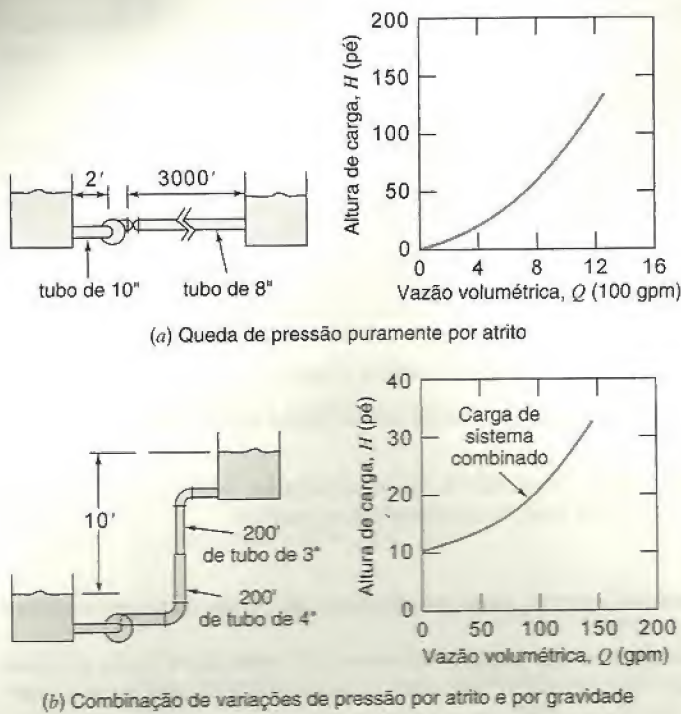 2'
3000'
tubo de 10"
tubo de 8"
Altura de carga, H (pé)
200
150
100
50
0
0 4 8 12 16
Vazão volumétrica, Q (100 gpm)
(a) Queda de pressão puramente por atrito
10'
200'
de tubo de 3"
200'
de tubo de 4"
Altura de carga, H (pé)
40
30
20
10
0
Carga de
sistema
combinado
0 50 100 150 200
Vazão volumétrica, Q (gpm)
(b) Combinação de variações de pressão por atrito e por gravidade